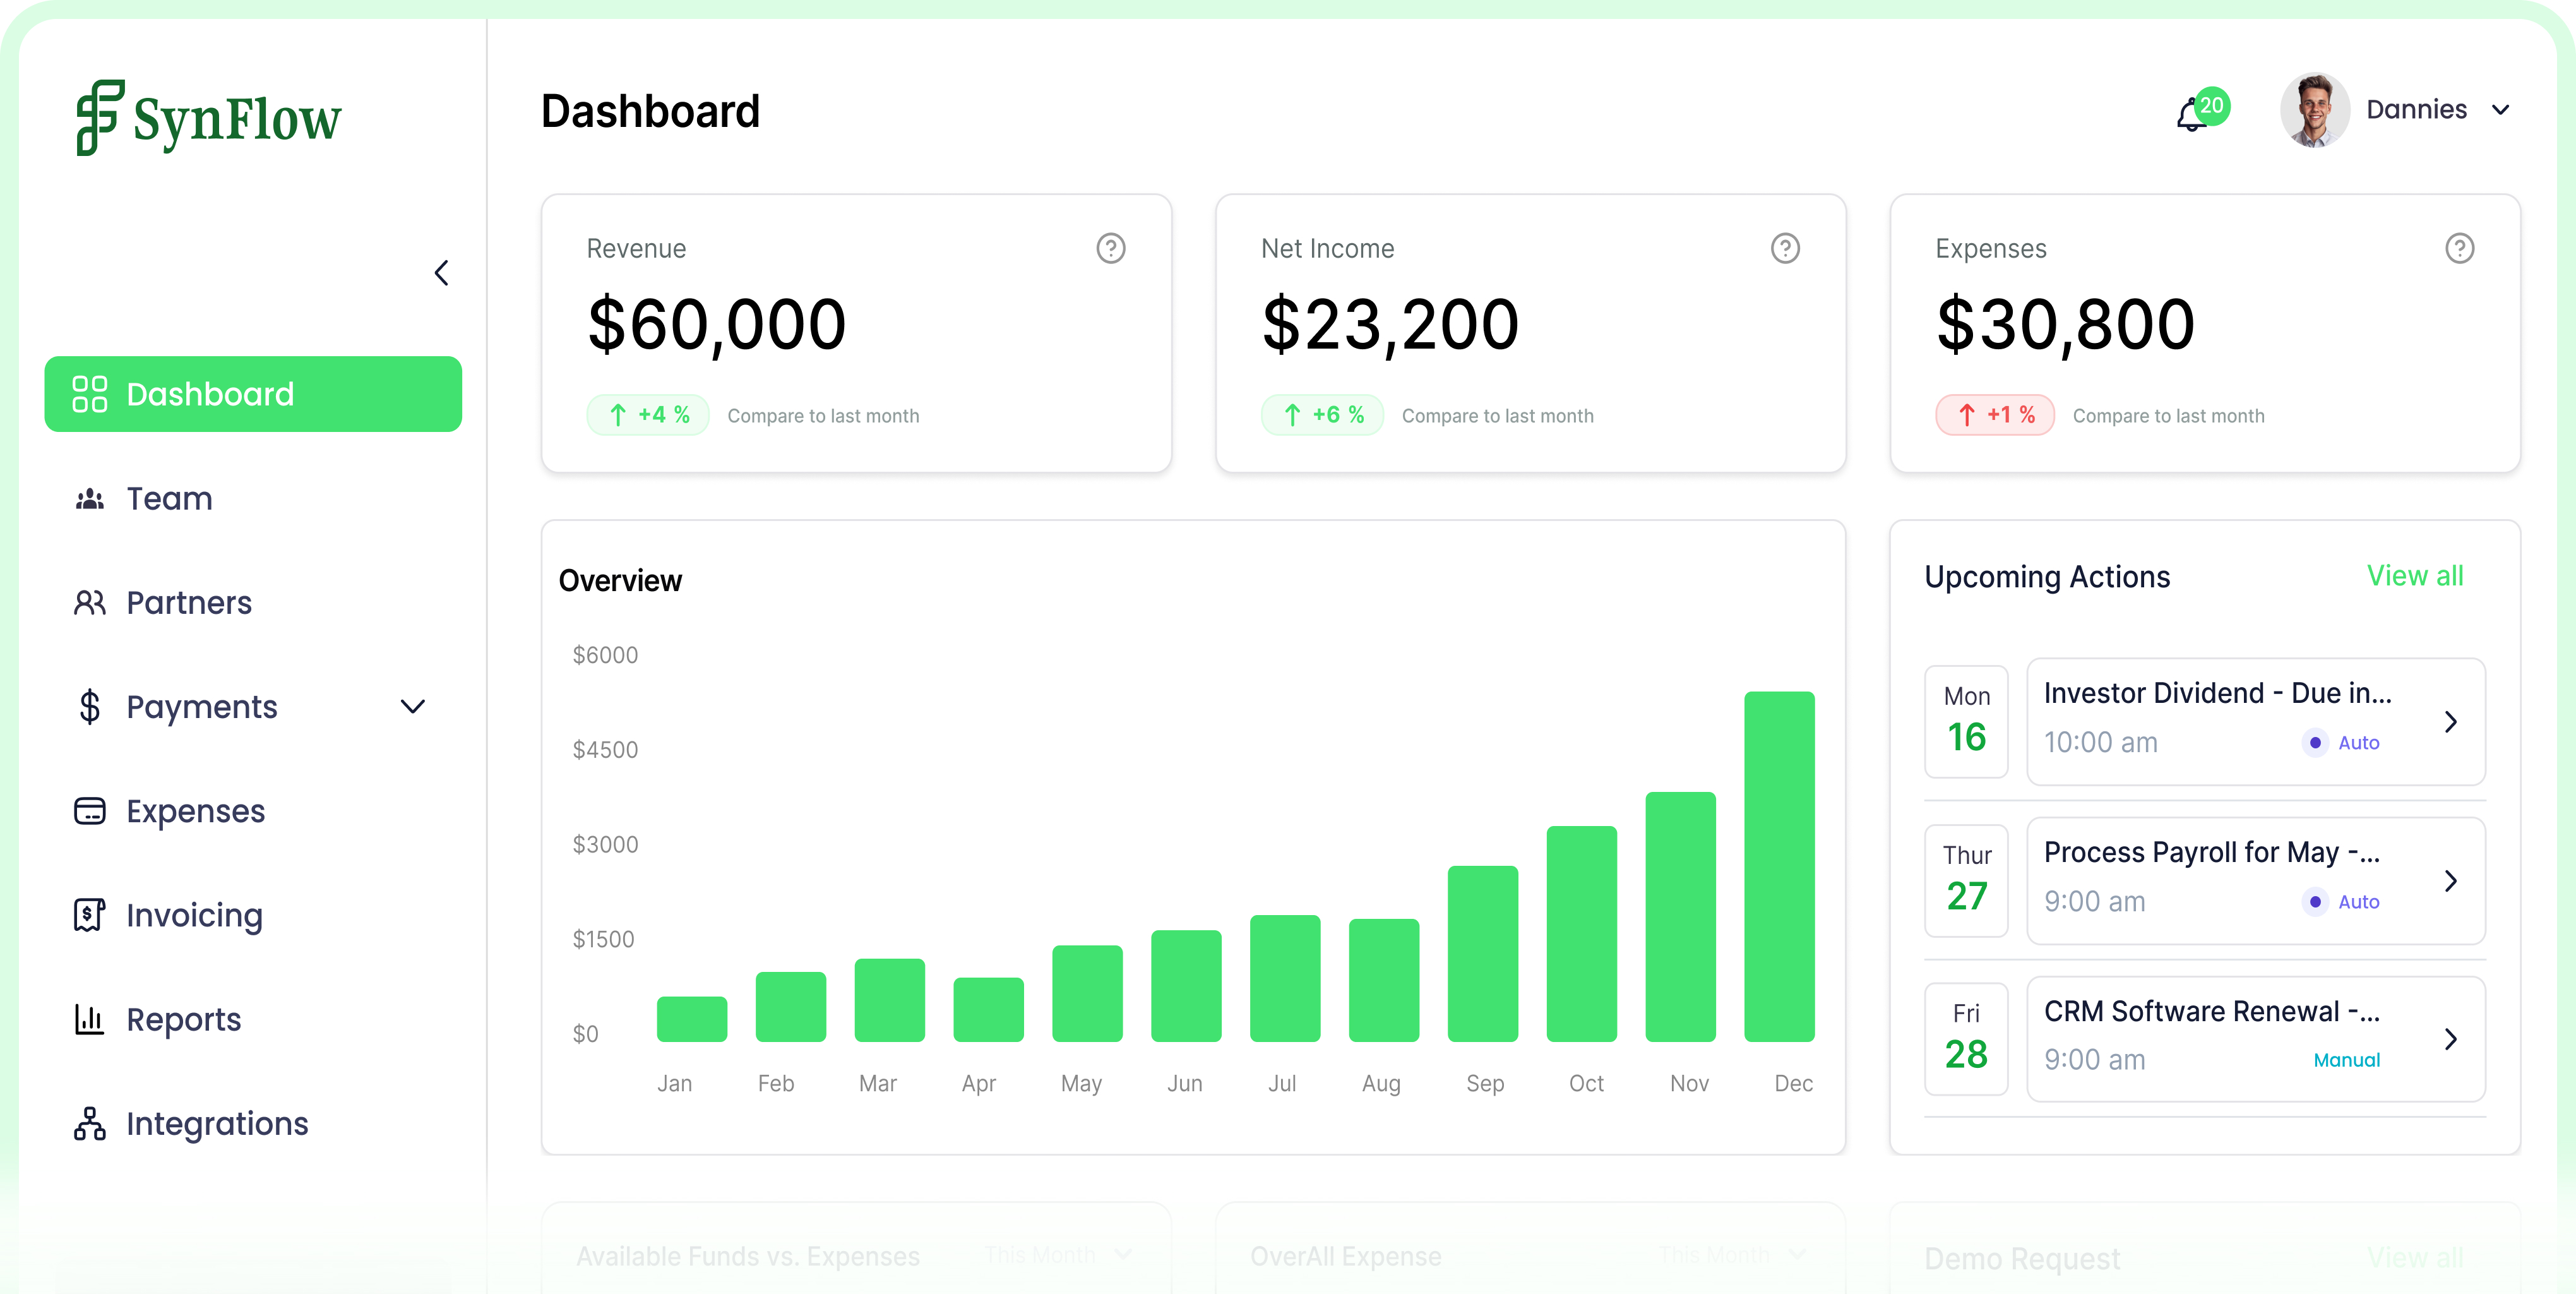 SynFlow
Dashboard
Team
Partners
Payments
Expenses
Invoicing
Reports
Integrations
Dashboard
20
Dannies
Revenue
$60,000
+4 %
Compare to last month
Net Income
$23,200
+6 %
Compare to last month
Expenses
$30,800
+1 %
Compare to last month
Overview
$6000
$4500
$3000
$1500
$0
Jan Feb Mar Apr May Jun Jul Aug Sep Oct Nov Dec
Upcoming Actions
View all
Mon
16
Investor Dividend - Due in...
10:00 am
Auto
Thur
27
Process Payroll for May -...
9:00 am
Auto
Fri
28
CRM Software Renewal -...
9:00 am
Manual
Available Funds vs. Expenses
This Month
OverAll Expense
This Month
Demo Request
View all